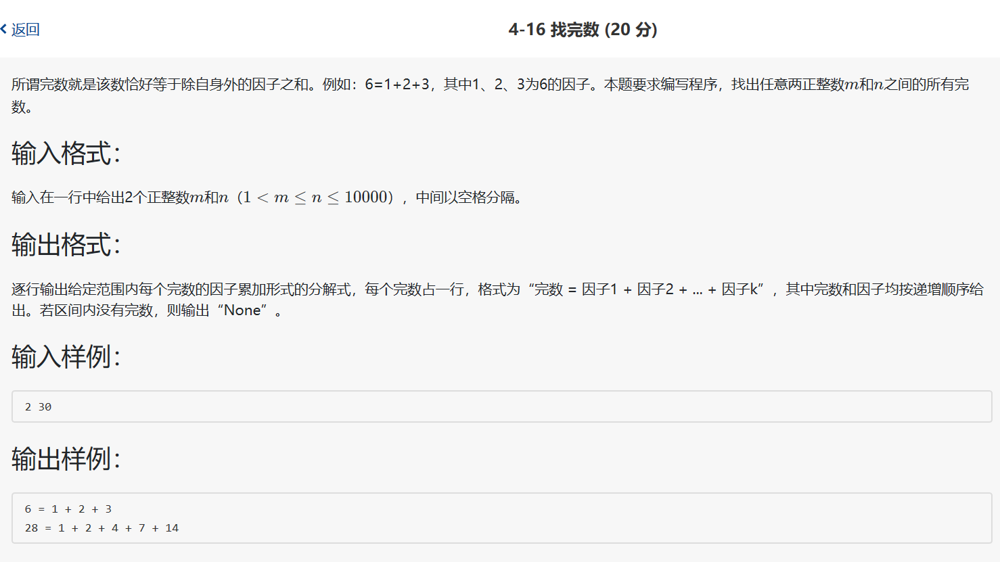 返回
4-16 找完数 (20 分)
所谓完数就是该数恰好等于除自身外的因子之和。例如：6=1+2+3，其中1、2、3为6的因子。本题要求编写程序，找出任意两正整数m和n之间的所有完
数。
输入格式：
输入在一行中给出2个正整数m和n（1 < m ≤ n ≤ 10000），中间以空格分隔。
输出格式：
逐行输出给定范围内每个完数的因子累加形式的分解式，每个完数占一行，格式为“完数 = 因子1 + 因子2 + ... + 因子k”，其中完数和因子均按递增顺序给
出。若区间内没有完数，则输出“None”。
输入样例：
2 30
输出样例：
6 = 1 + 2 + 3
28 = 1 + 2 + 4 + 7 + 14